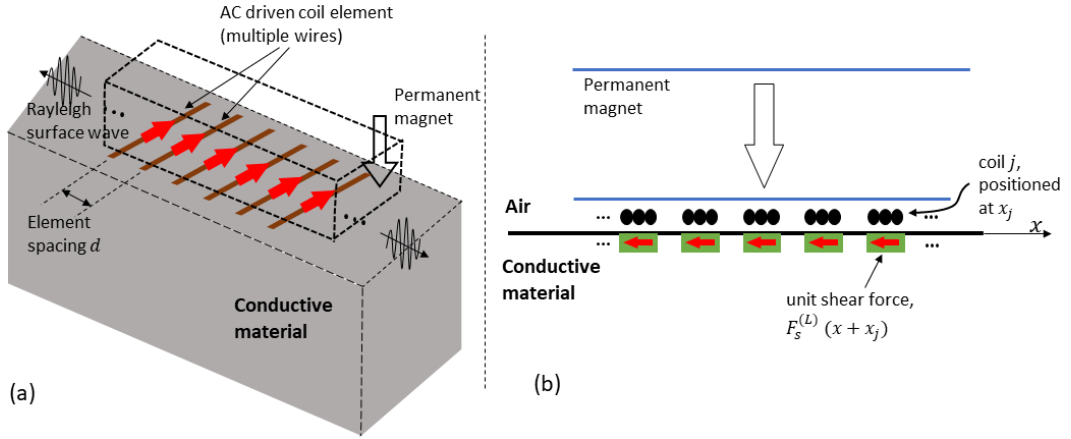 AC driven coil element
(multiple wires)
Permanent
magnet
Rayleigh
surface wave
...
...
Element
spacing d
Conductive
material
(a)
Permanent
magnet
coil j,
positioned
at x_j
Air
...
...
x
...
...
Conductive
material
unit shear force,
F_s^(L) (x + x_j)
(b)